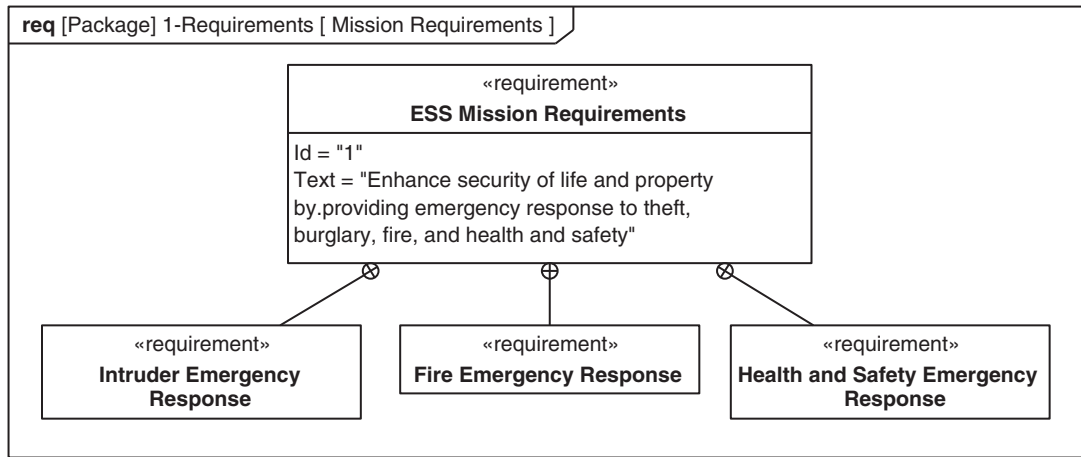 req [Package] 1-Requirements [ Mission Requirements ]
«requirement»
ESS Mission Requirements
Id = "1"
Text = "Enhance security of life and property
by.providing emergency response to theft,
burglary, fire, and health and safety"
«requirement»
Intruder Emergency
Response
«requirement»
Fire Emergency Response
«requirement»
Health and Safety Emergency
Response